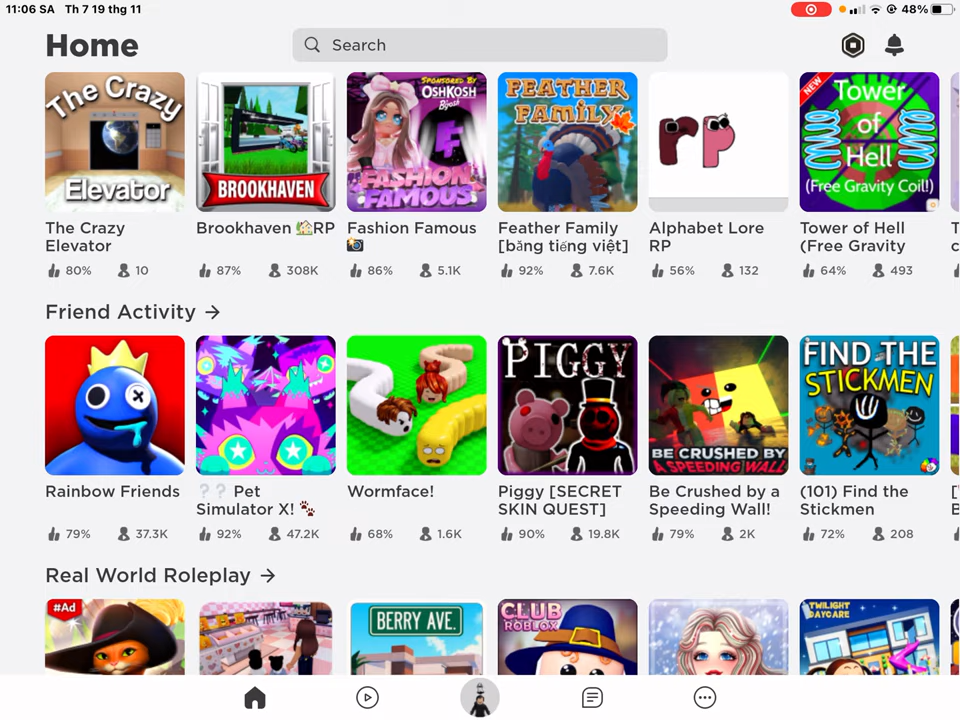 11:06 SA Th 7 19 thg 11
48%
Home
Search
The Crazy
Elevator
BROOKHAVEN
SPONSORED BY
OSHKOSH
B'gosh
F
FASHION
FAMOUS
FEATHER
FAMILY
rp
NEW
Tower
of
Hell
(Free Gravity Coil!)
The Crazy
Elevator
80% 10
Brookhaven 🏡RP
87% 308K
Fashion Famous
📸
86% 5.1K
Feather Family
[bằng tiếng việt]
92% 7.6K
Alphabet Lore
RP
56% 132
Tower of Hell
(Free Gravity
64% 493
Friend Activity →
PIGGY
BE CRUSHED BY
A SPEEDING WALL
FIND THE
STICKMEN
Rainbow Friends
79% 37.3K
❔❔ Pet
Simulator X! 🐾
92% 47.2K
Wormface!
68% 1.6K
Piggy [SECRET
SKIN QUEST]
90% 19.8K
Be Crushed by a
Speeding Wall!
79% 2K
(101) Find the
Stickmen
72% 208
Real World Roleplay →
#Ad
BERRY AVE.
CLUB
ROBLOX
TWILIGHT
DAYCARE